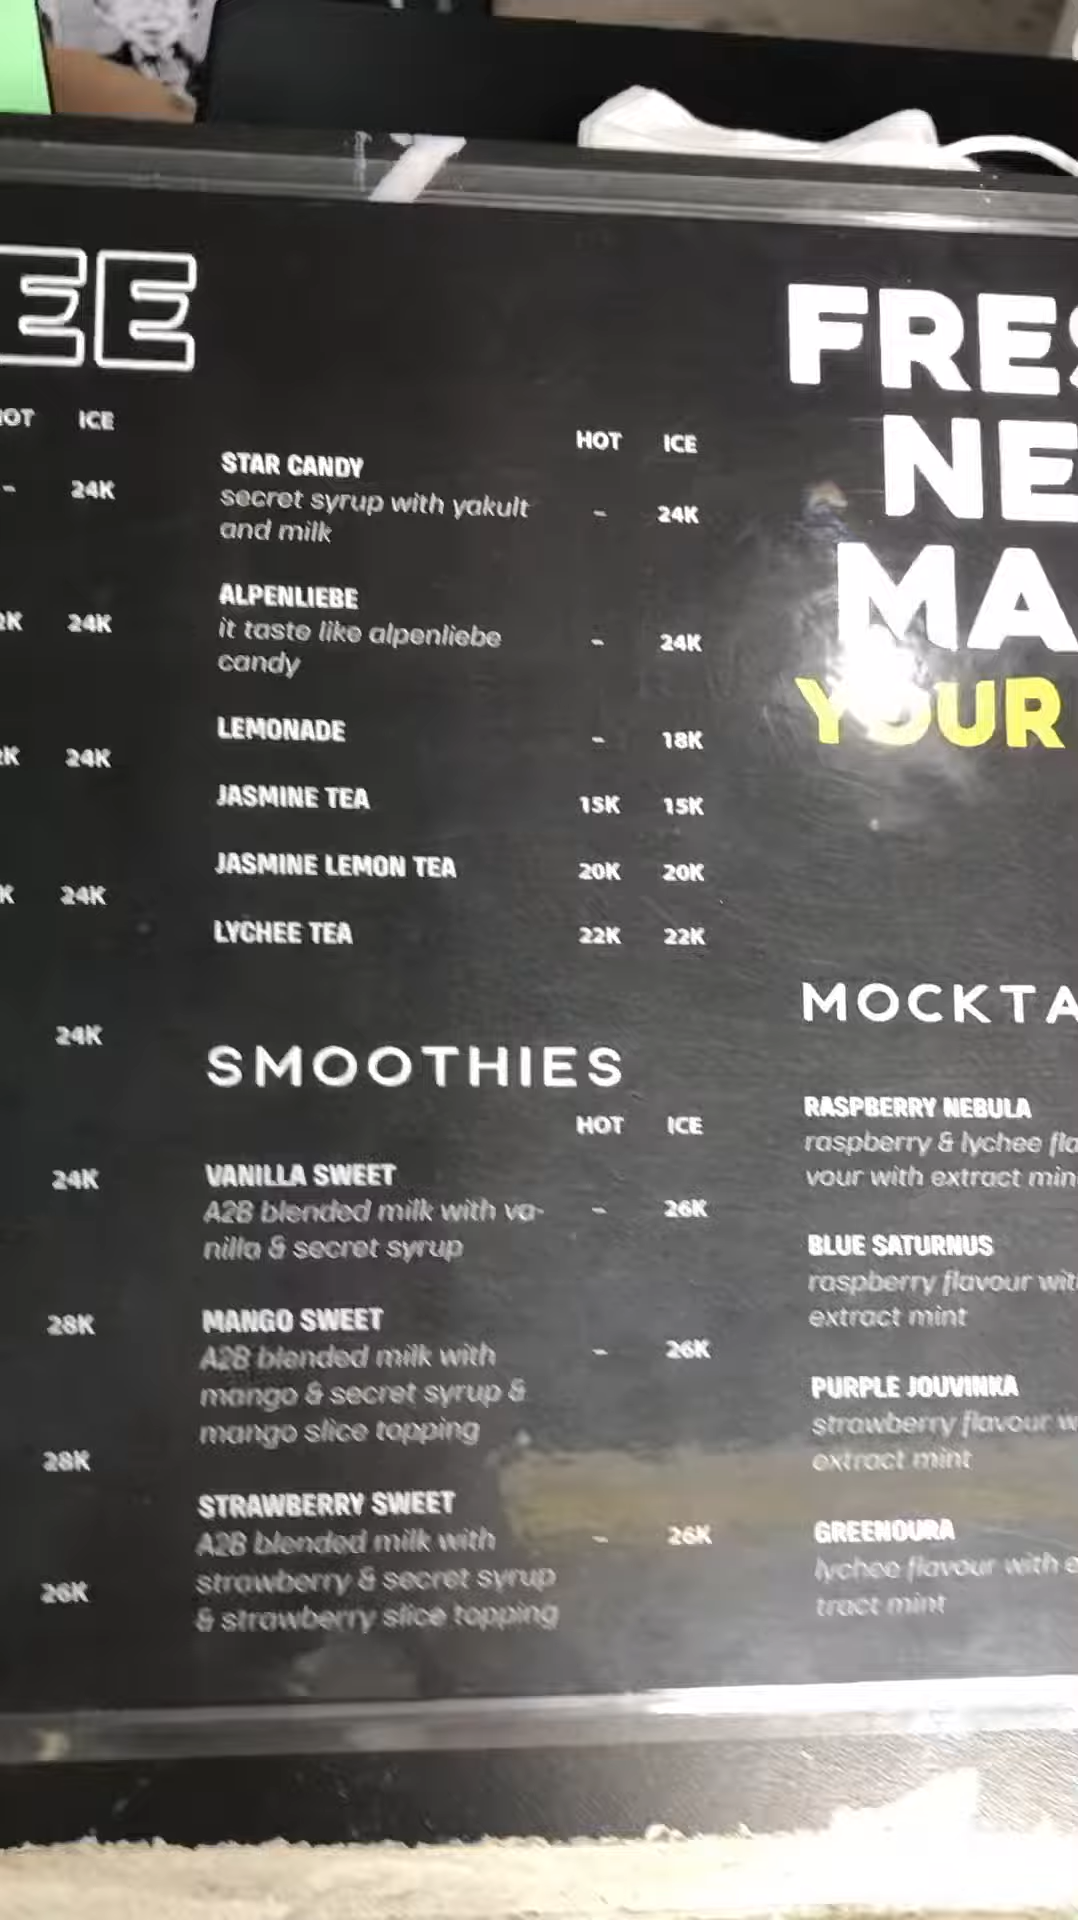 EE
ICE
- 24K
24K
24K
24K
24K
24K
28K
28K
26K
HOT ICE
STAR CANDY
secret syrup with yakult - 24K
and milk
ALPENLIEBE
it taste like alpenliebe - 24K
candy
LEMONADE - 18K
JASMINE TEA 15K 15K
JASMINE LEMON TEA 20K 20K
LYCHEE TEA 22K 22K
SMOOTHIES
HOT ICE
VANILLA SWEET
A2B blended milk with va- - 26K
nilla & secret syrup
MANGO SWEET
A2B blended milk with - 26K
mango & secret syrup &
mango slice topping
STRAWBERRY SWEET
A2B blended milk with - 26K
strawberry & secret syrup
& strawberry slice topping
FRES
NE
MA
YOUR
MOCKTA
RASPBERRY NEBULA
raspberry & lychee fla
vour with extract min
BLUE SATURNUS
raspberry flavour wit
extract mint
PURPLE JOUVINKA
strawberry flavour w
extract mint
GREENOURA
lychee flavour with e
tract mint